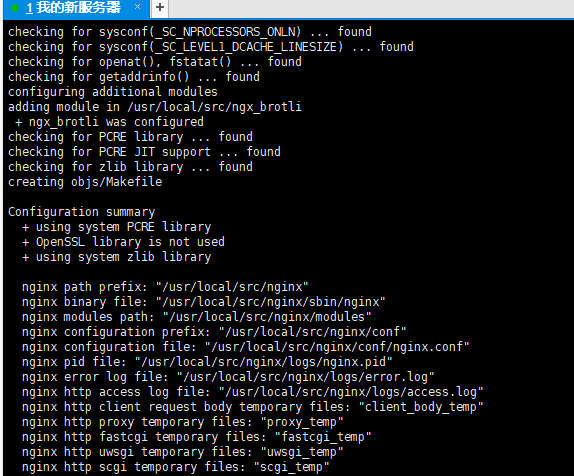 1 我的新服务器
checking for sysconf(_SC_NPROCESSORS_ONLN) ... found
checking for sysconf(_SC_LEVEL1_DCACHE_LINESIZE) ... found
checking for openat(), fstatat() ... found
checking for getaddrinfo() ... found
configuring additional modules
adding module in /usr/local/src/ngx_brotli
+ ngx_brotli was configured
checking for PCRE library ... found
checking for PCRE JIT support ... found
checking for zlib library ... found
creating objs/Makefile
Configuration summary
+ using system PCRE library
+ OpenSSL library is not used
+ using system zlib library
nginx path prefix: "/usr/local/src/nginx"
nginx binary file: "/usr/local/src/nginx/sbin/nginx"
nginx modules path: "/usr/local/src/nginx/modules"
nginx configuration prefix: "/usr/local/src/nginx/conf"
nginx configuration file: "/usr/local/src/nginx/conf/nginx.conf"
nginx pid file: "/usr/local/src/nginx/logs/nginx.pid"
nginx error log file: "/usr/local/src/nginx/logs/error.log"
nginx http access log file: "/usr/local/src/nginx/logs/access.log"
nginx http client request body temporary files: "client_body_temp"
nginx http proxy temporary files: "proxy_temp"
nginx http fastcgi temporary files: "fastcgi_temp"
nginx http uwsgi temporary files: "uwsgi_temp"
nginx http scgi temporary files: "scgi_temp"